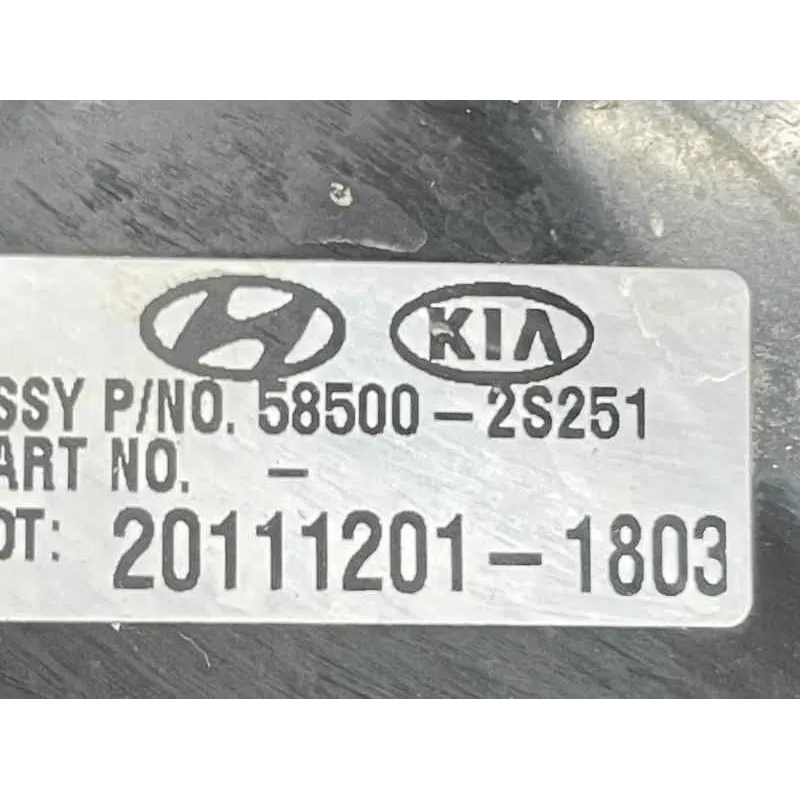 KIA
SSY P/NO. 58500-2S251
ART NO. -
OT: 20111201-1803